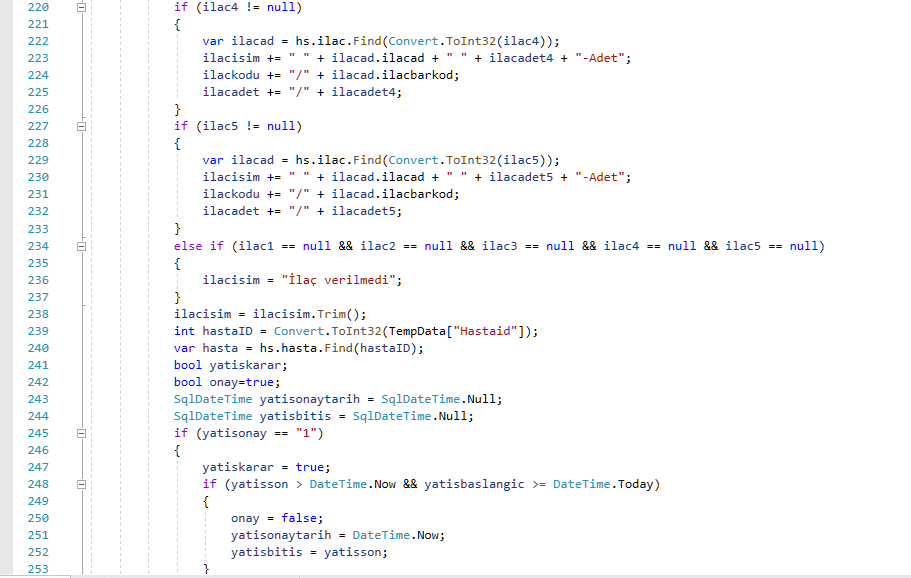 220 if (ilac4 != null)
221 {
222 var ilacad = hs.ilac.Find(Convert.ToInt32(ilac4));
223 ilacisim += " " + ilacad.ilacad + " " + ilacadet4 + "-Adet";
224 ilackodu += "/" + ilacad.ilacbarkod;
225 ilacadet += "/" + ilacadet4;
226 }
227 if (ilac5 != null)
228 {
229 var ilacad = hs.ilac.Find(Convert.ToInt32(ilac5));
230 ilacisim += " " + ilacad.ilacad + " " + ilacadet5 + "-Adet";
231 ilackodu += "/" + ilacad.ilacbarkod;
232 ilacadet += "/" + ilacadet5;
233 }
234 else if (ilac1 == null && ilac2 == null && ilac3 == null && ilac4 == null && ilac5 == null)
235 {
236 ilacisim = "İlaç verilmedi";
237 }
238 ilacisim = ilacisim.Trim();
239 int hastaID = Convert.ToInt32(TempData["Hastaid"]);
240 var hasta = hs.hasta.Find(hastaID);
241 bool yatiskarar;
242 bool onay=true;
243 SqlDateTime yatisonaytarih = SqlDateTime.Null;
244 SqlDateTime yatisbitis = SqlDateTime.Null;
245 if (yatisonay == "1")
246 {
247 yatiskarar = true;
248 if (yatisson > DateTime.Now && yatisbaslangic >= DateTime.Today)
249 {
250 onay = false;
251 yatisonaytarih = DateTime.Now;
252 yatisbitis = yatisson;
253 }